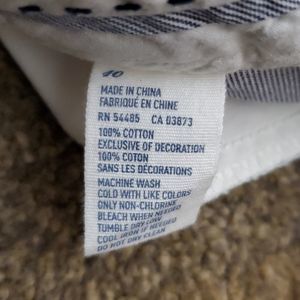 10
MADE IN CHINA
FABRIQUÉ EN CHINE
RN 54485 CA 03873
100% COTTON
EXCLUSIVE OF DECORATION
100% COTON
SANS LES DÉCORATIONS
MACHINE WASH
COLD WITH LIKE COLORS
ONLY NON-CHLORINE
BLEACH WHEN NEEDED
TUMBLE DRY LOW
COOL IRON IF NEEDED
DO NOT DRY CLEAN